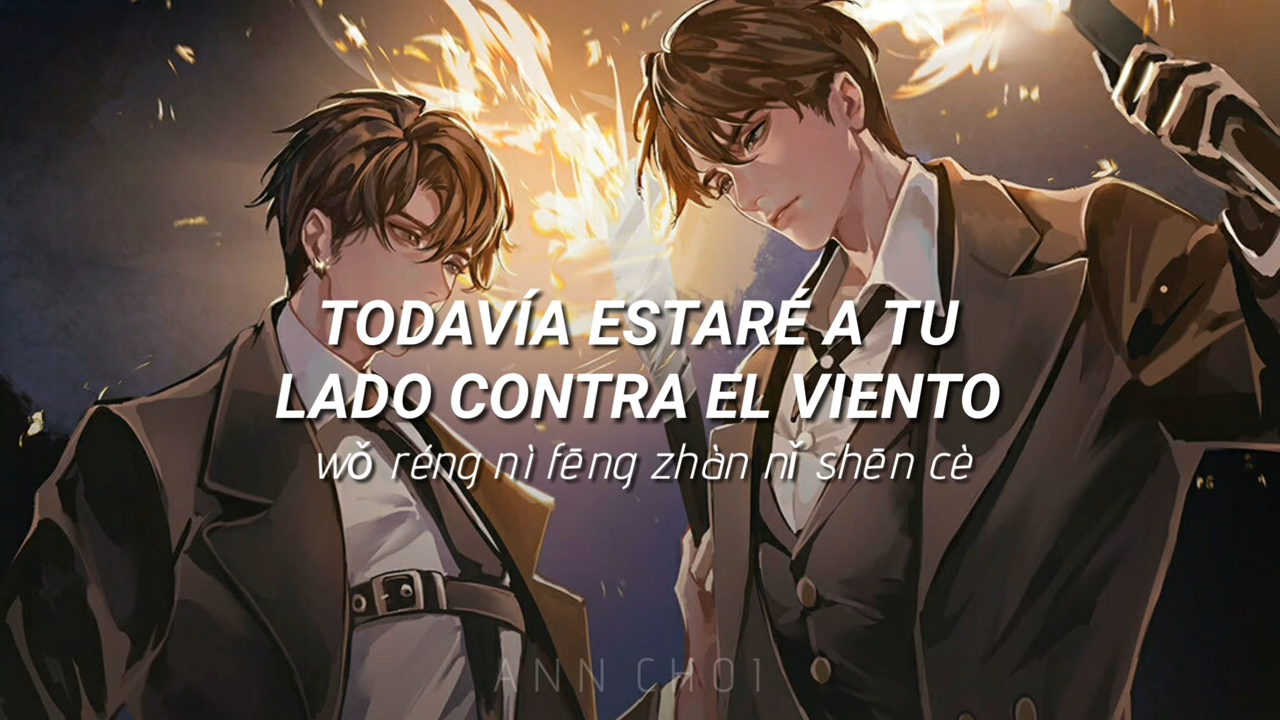 TODAVÍA ESTARÉ A TU
LADO CONTRA EL VIENTO
wǒ réng nì fēng zhàn nǐ shēn cè
ANN CHOI